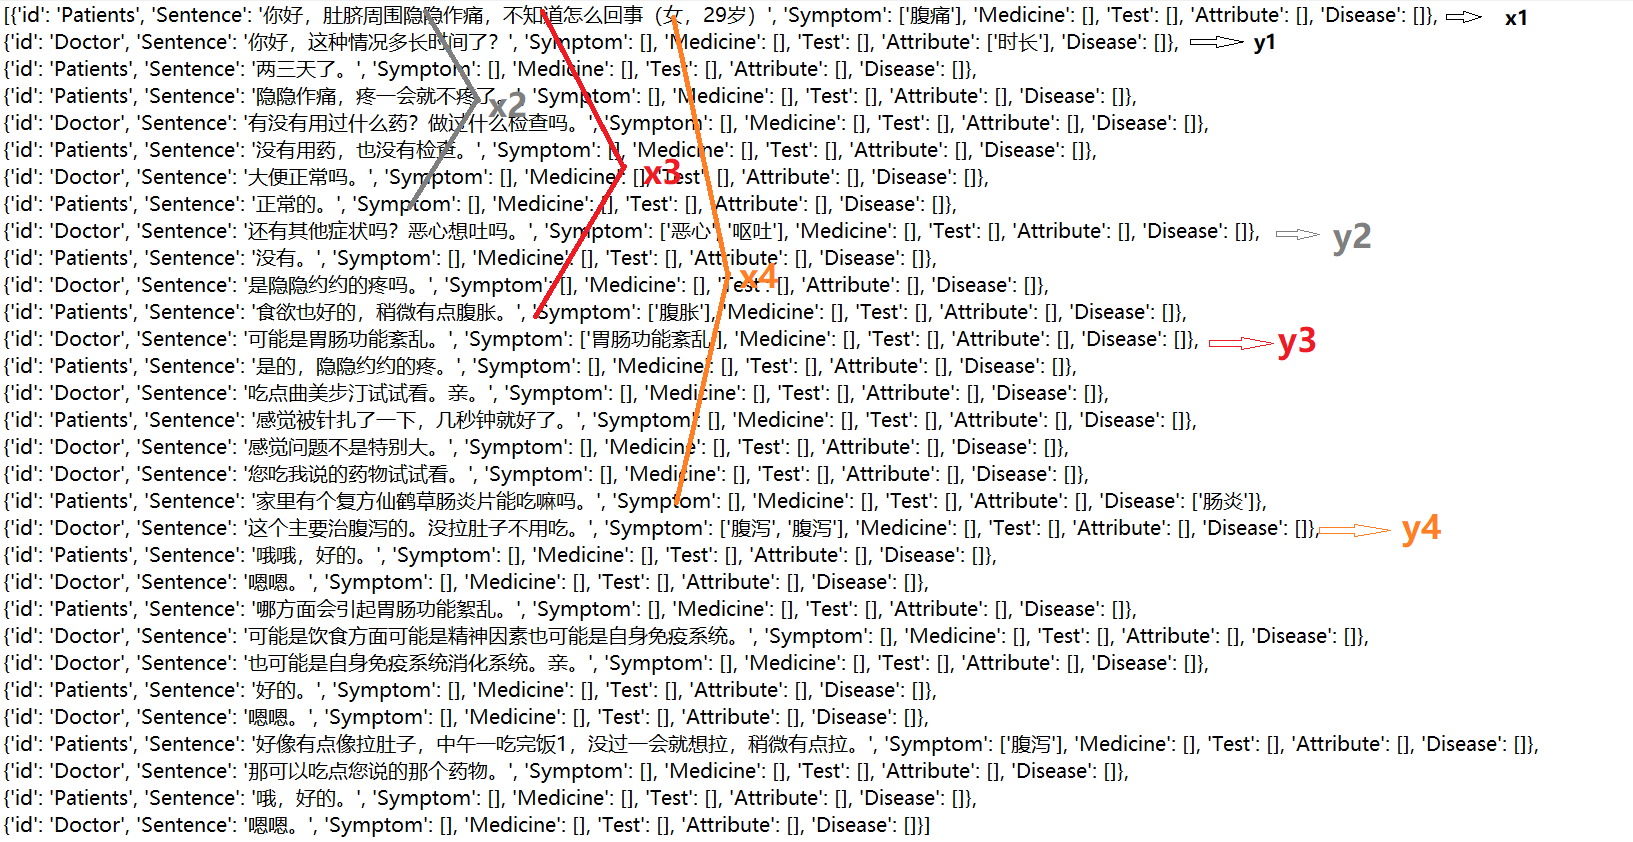 [{'id': 'Patients', 'Sentence': '你好，肚脐周围隐隐作痛，不知道怎么回事（女，29岁）', 'Symptom': ['腹痛'], 'Medicine': [], 'Test': [], 'Attribute': [], 'Disease': []}, x1
{'id': 'Doctor', 'Sentence': '你好，这种情况多长时间了？', 'Symptom': [], 'Medicine': [], 'Test': [], 'Attribute': ['时长'], 'Disease': []}, y1
{'id': 'Patients', 'Sentence': '两三天了。', 'Symptom': [], 'Medicine': [], 'Test': [], 'Attribute': [], 'Disease': []},
{'id': 'Patients', 'Sentence': '隐隐作痛，疼一会就不疼了。', 'Symptom': [], 'Medicine': [], 'Test': [], 'Attribute': [], 'Disease': []},
x2
{'id': 'Doctor', 'Sentence': '有没有用过什么药？做过什么检查吗。', 'Symptom': [], 'Medicine': [], 'Test': [], 'Attribute': [], 'Disease': []},
{'id': 'Patients', 'Sentence': '没有用药，也没有检查。', 'Symptom': [], 'Medicine': [], 'Test': [], 'Attribute': [], 'Disease': []},
{'id': 'Doctor', 'Sentence': '大便正常吗。', 'Symptom': [], 'Medicine': [], 'Test': [], 'Attribute': [], 'Disease': []},
x3
{'id': 'Patients', 'Sentence': '正常的。', 'Symptom': [], 'Medicine': [], 'Test': [], 'Attribute': [], 'Disease': []},
{'id': 'Doctor', 'Sentence': '还有其他症状吗？恶心想吐吗。', 'Symptom': ['恶心', '呕吐'], 'Medicine': [], 'Test': [], 'Attribute': [], 'Disease': []}, y2
{'id': 'Patients', 'Sentence': '没有。', 'Symptom': [], 'Medicine': [], 'Test': [], 'Attribute': [], 'Disease': []},
{'id': 'Doctor', 'Sentence': '是隐隐约约的疼吗。', 'Symptom': [], 'Medicine': [], 'Test': [], 'Attribute': [], 'Disease': []},
x4
{'id': 'Patients', 'Sentence': '食欲也好的，稍微有点腹胀。', 'Symptom': ['腹胀'], 'Medicine': [], 'Test': [], 'Attribute': [], 'Disease': []},
{'id': 'Doctor', 'Sentence': '可能是胃肠功能紊乱。', 'Symptom': ['胃肠功能紊乱'], 'Medicine': [], 'Test': [], 'Attribute': [], 'Disease': []}, y3
{'id': 'Patients', 'Sentence': '是的，隐隐约约的疼。', 'Symptom': [], 'Medicine': [], 'Test': [], 'Attribute': [], 'Disease': []},
{'id': 'Doctor', 'Sentence': '吃点曲美步汀试试看。亲。', 'Symptom': [], 'Medicine': [], 'Test': [], 'Attribute': [], 'Disease': []},
{'id': 'Patients', 'Sentence': '感觉被针扎了一下，几秒钟就好了。', 'Symptom': [], 'Medicine': [], 'Test': [], 'Attribute': [], 'Disease': []},
{'id': 'Doctor', 'Sentence': '感觉问题不是特别大。', 'Symptom': [], 'Medicine': [], 'Test': [], 'Attribute': [], 'Disease': []},
{'id': 'Doctor', 'Sentence': '您吃我说的药物试试看。', 'Symptom': [], 'Medicine': [], 'Test': [], 'Attribute': [], 'Disease': []},
{'id': 'Patients', 'Sentence': '家里有个复方仙鹤草肠炎片能吃嘛吗。', 'Symptom': [], 'Medicine': [], 'Test': [], 'Attribute': [], 'Disease': ['肠炎']},
{'id': 'Doctor', 'Sentence': '这个主要治腹泻的。没拉肚子不用吃。', 'Symptom': ['腹泻', '腹泻'], 'Medicine': [], 'Test': [], 'Attribute': [], 'Disease': []}, y4
{'id': 'Patients', 'Sentence': '哦哦，好的。', 'Symptom': [], 'Medicine': [], 'Test': [], 'Attribute': [], 'Disease': []},
{'id': 'Doctor', 'Sentence': '嗯嗯。', 'Symptom': [], 'Medicine': [], 'Test': [], 'Attribute': [], 'Disease': []},
{'id': 'Patients', 'Sentence': '哪方面会引起胃肠功能絮乱。', 'Symptom': [], 'Medicine': [], 'Test': [], 'Attribute': [], 'Disease': []},
{'id': 'Doctor', 'Sentence': '可能是饮食方面可能是精神因素也可能是自身免疫系统。', 'Symptom': [], 'Medicine': [], 'Test': [], 'Attribute': [], 'Disease': []},
{'id': 'Doctor', 'Sentence': '也可能是自身免疫系统消化系统。亲。', 'Symptom': [], 'Medicine': [], 'Test': [], 'Attribute': [], 'Disease': []},
{'id': 'Patients', 'Sentence': '好的。', 'Symptom': [], 'Medicine': [], 'Test': [], 'Attribute': [], 'Disease': []},
{'id': 'Doctor', 'Sentence': '嗯嗯。', 'Symptom': [], 'Medicine': [], 'Test': [], 'Attribute': [], 'Disease': []},
{'id': 'Patients', 'Sentence': '好像有点像拉肚子，中午一吃完饭1，没过一会就想拉，稍微有点拉。', 'Symptom': ['腹泻'], 'Medicine': [], 'Test': [], 'Attribute': [], 'Disease': []},
{'id': 'Doctor', 'Sentence': '那可以吃点您说的那个药物。', 'Symptom': [], 'Medicine': [], 'Test': [], 'Attribute': [], 'Disease': []},
{'id': 'Patients', 'Sentence': '哦，好的。', 'Symptom': [], 'Medicine': [], 'Test': [], 'Attribute': [], 'Disease': []},
{'id': 'Doctor', 'Sentence': '嗯嗯。', 'Symptom': [], 'Medicine': [], 'Test': [], 'Attribute': [], 'Disease': []}]